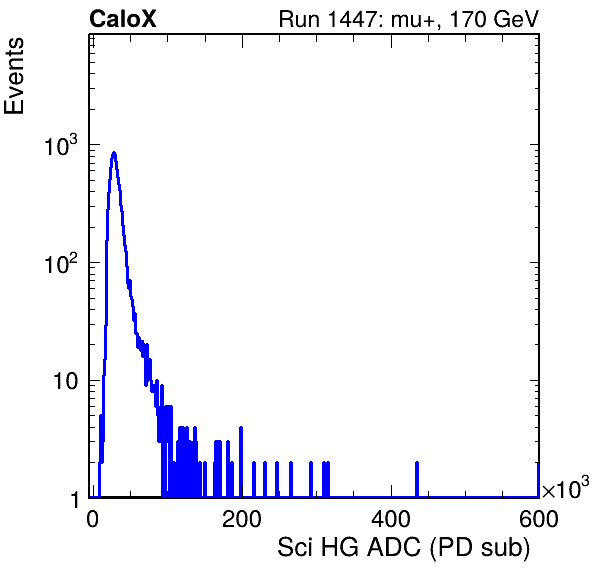 CaloX Run 1447: mu+, 170 GeV
Events
10³
10²
10
1
0 200 400 600 ×10³
Sci HG ADC (PD sub)